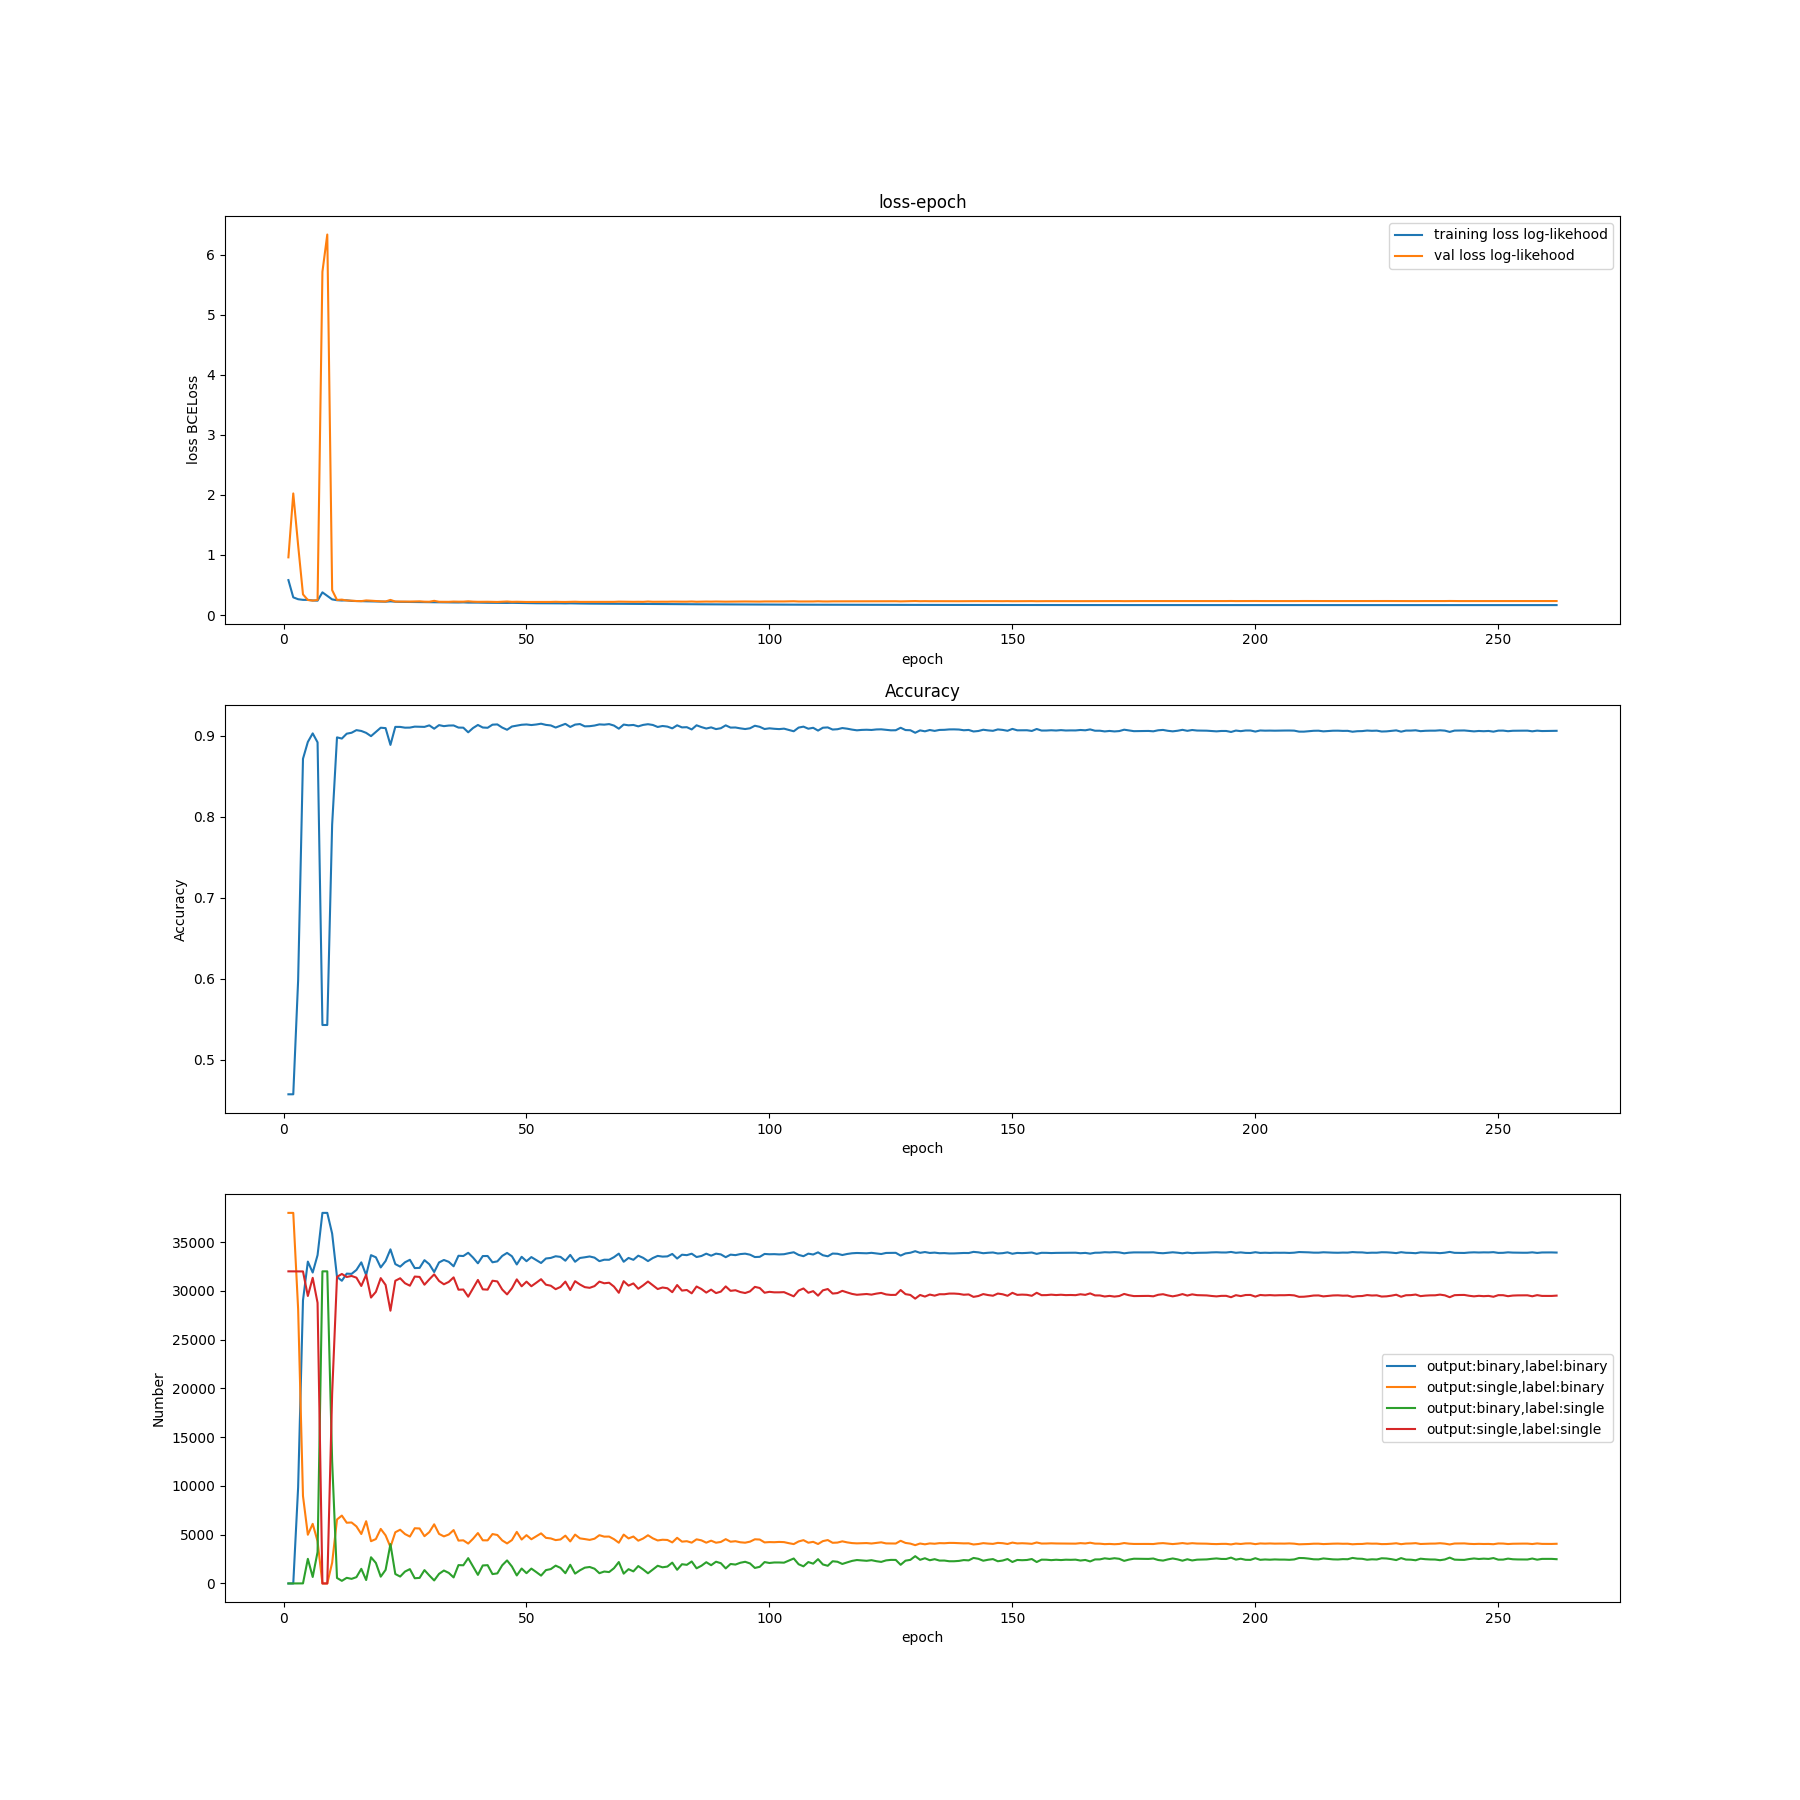 loss-epoch
training loss log-likehood
val loss log-likehood
6
5
4
3
2
1
0
loss BCELoss
0 50 100 150 200 250
epoch
Accuracy
0.9
0.8
0.7
0.6
0.5
Accuracy
0 50 100 150 200 250
epoch
35000
30000
25000
20000
15000
10000
5000
0
Number
output:binary,label:binary
output:single,label:binary
output:binary,label:single
output:single,label:single
0 50 100 150 200 250
epoch